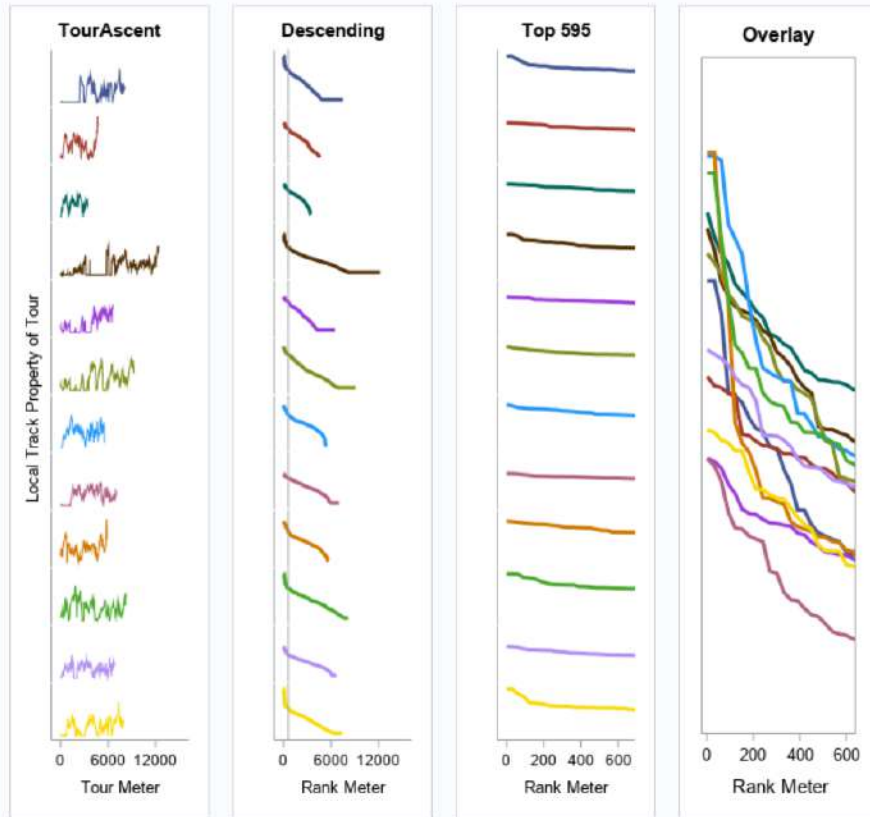 TourAscent
Descending
Top 595
Overlay
Local Track Property of Tour
0 6000 12000
0 6000 12000
0 200 400 600
0 200 400 600
Tour Meter
Rank Meter
Rank Meter
Rank Meter